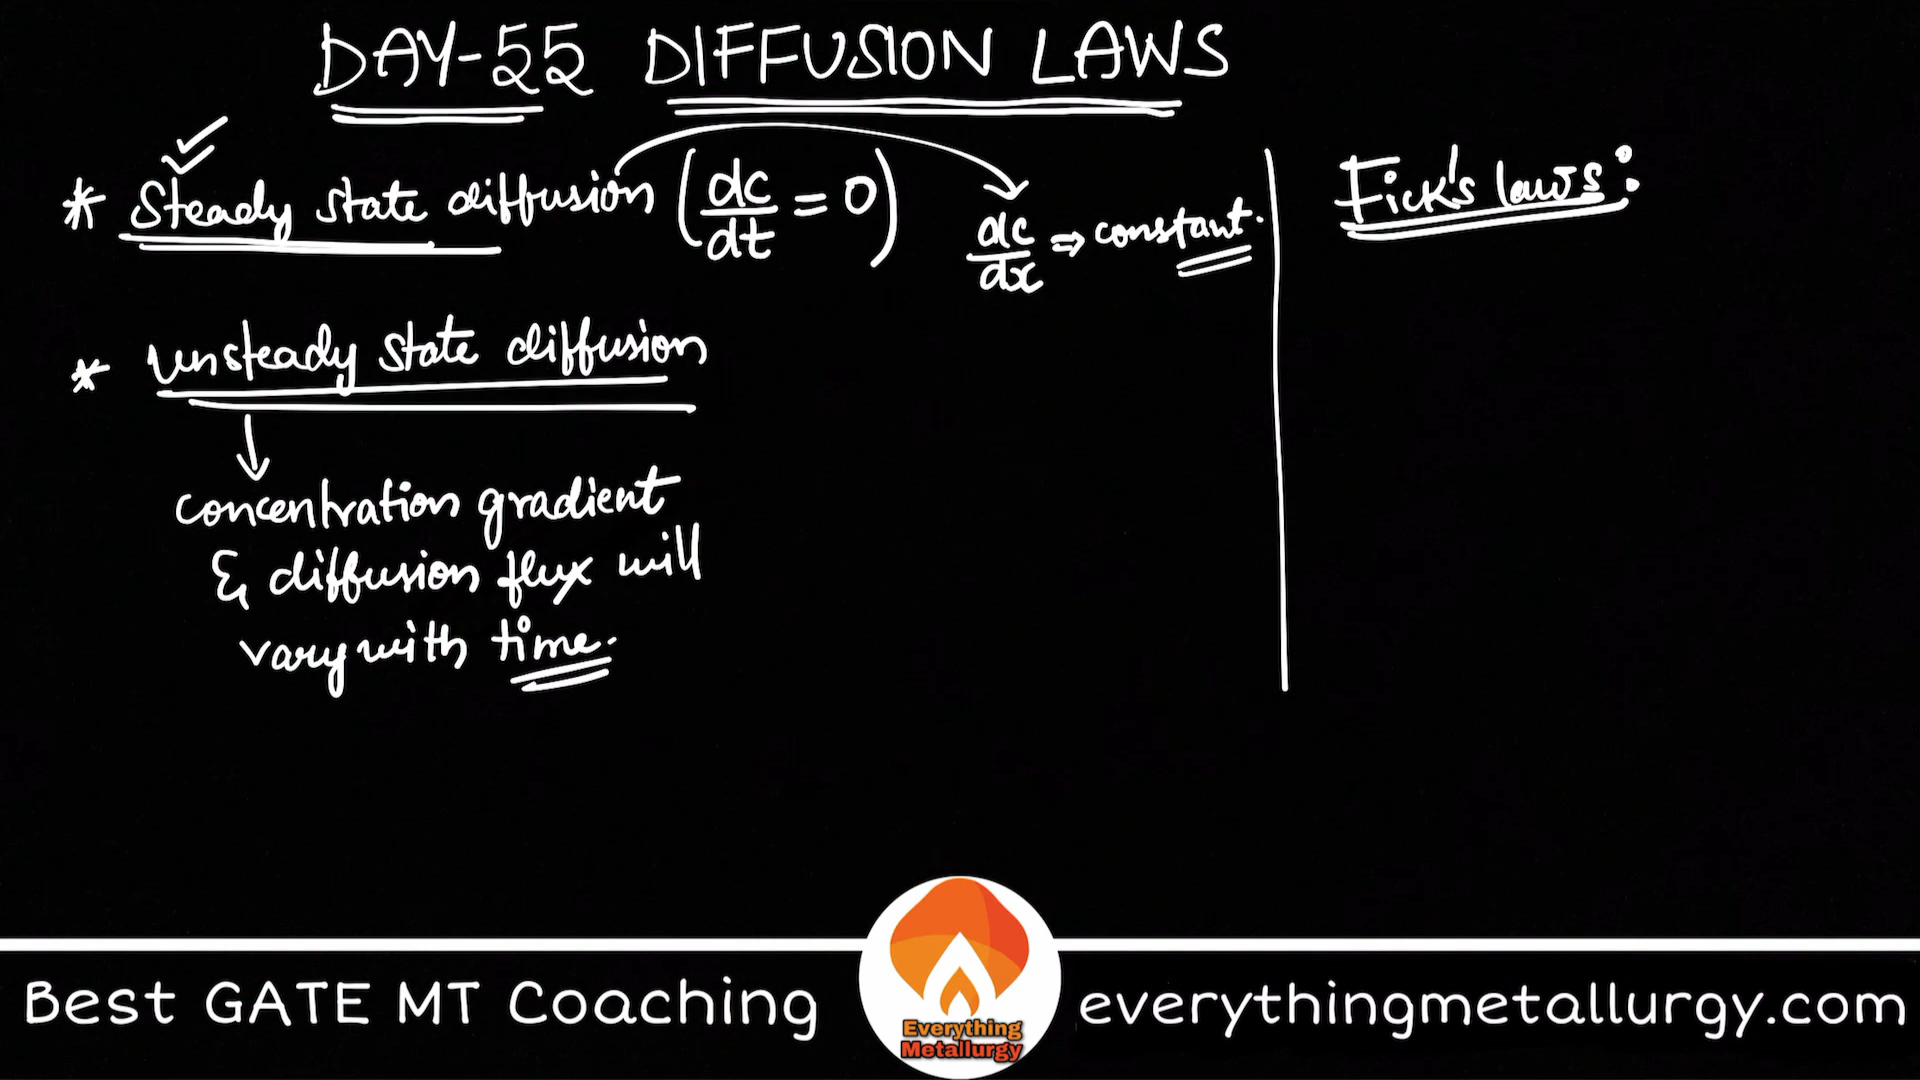 DAY-22 DIFFUSION LAWS
* Steady state diffusion (dc/dt = 0)
dc/dx ⇒ constant.
* unsteady state diffusion
↓
concentration gradient
& diffusion flux will
vary with time.
Fick's laws:
Best GATE MT Coaching
Everything
Metallurgy
everythingmetallurgy.com